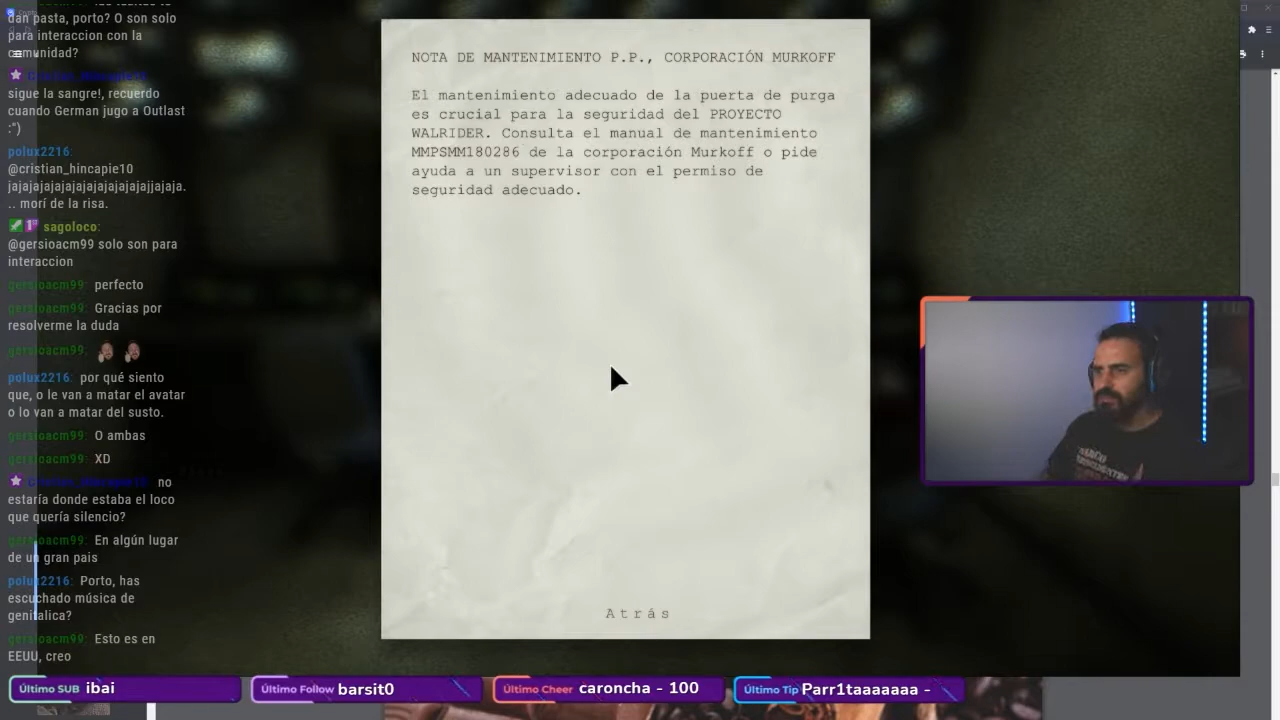 dan pasta, porto? O son solo
para interaccion con la
comunidad?
sigue la sangre!, recuerdo
cuando German jugo a Outlast
:")
polux2216:
@cristian_hincapie10
jajajajajajajajajajajajajjajaja.
.. morí de la risa.
sagoloco:
@gersioacm99 solo son para
interaccion
gersioacm99: perfecto
gersioacm99: Gracias por
resolverme la duda
gersioacm99:
polux2216: por qué siento
que, o le van a matar el avatar
o lo van a matar del susto.
gersioacm99: O ambas
gersioacm99: XD
Cristian_hincapie10: no
estaría donde estaba el loco
que quería silencio?
gersioacm99: En algún lugar
de un gran pais
polux2216: Porto, has
escuchado música de
genitalica?
gersioacm99: Esto es en
EEUU, creo
NOTA DE MANTENIMIENTO P.P., CORPORACIÓN MURKOFF
El mantenimiento adecuado de la puerta de purga
es crucial para la seguridad del PROYECTO
WALRIDER. Consulta el manual de mantenimiento
MMPSMM180286 de la corporación Murkoff o pide
ayuda a un supervisor con el permiso de
seguridad adecuado.
Atrás
Último SUB ibai
Último Follow barsit0
Último Cheer caroncha - 100
Último Tip Parr1taaaaaaa -